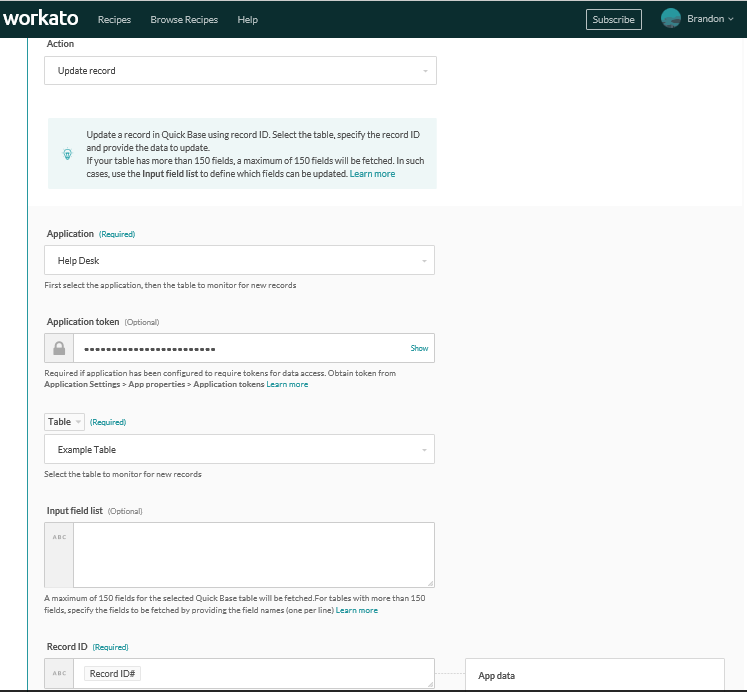 workato Recipes Browse Recipes Help Subscribe Brandon
Action
Update record
Update a record in Quick Base using record ID. Select the table, specify the record ID
and provide the data to update.
If your table has more than 150 fields, a maximum of 150 fields will be fetched. In such
cases, use the Input field list to define which fields can be updated. Learn more
Application (Required)
Help Desk
First select the application, then the table to monitor for new records
Application token (Optional)
Show
Required if application has been configured to require tokens for data access. Obtain token from
Application Settings > App properties > Application tokens Learn more
Table (Required)
Example Table
Select the table to monitor for new records
Input field list (Optional)
ABC
A maximum of 150 fields for the selected Quick Base table will be fetched.For tables with more than 150
fields, specify the fields to be fetched by providing the field names (one per line) Learn more
Record ID (Required)
ABC Record ID# App data